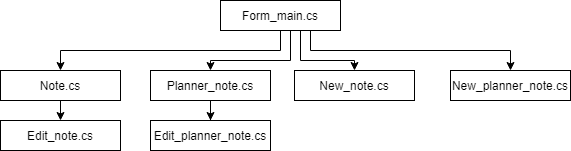 Form_main.cs
Note.cs
Planner_note.cs
New_note.cs
New_planner_note.cs
Edit_note.cs
Edit_planner_note.cs